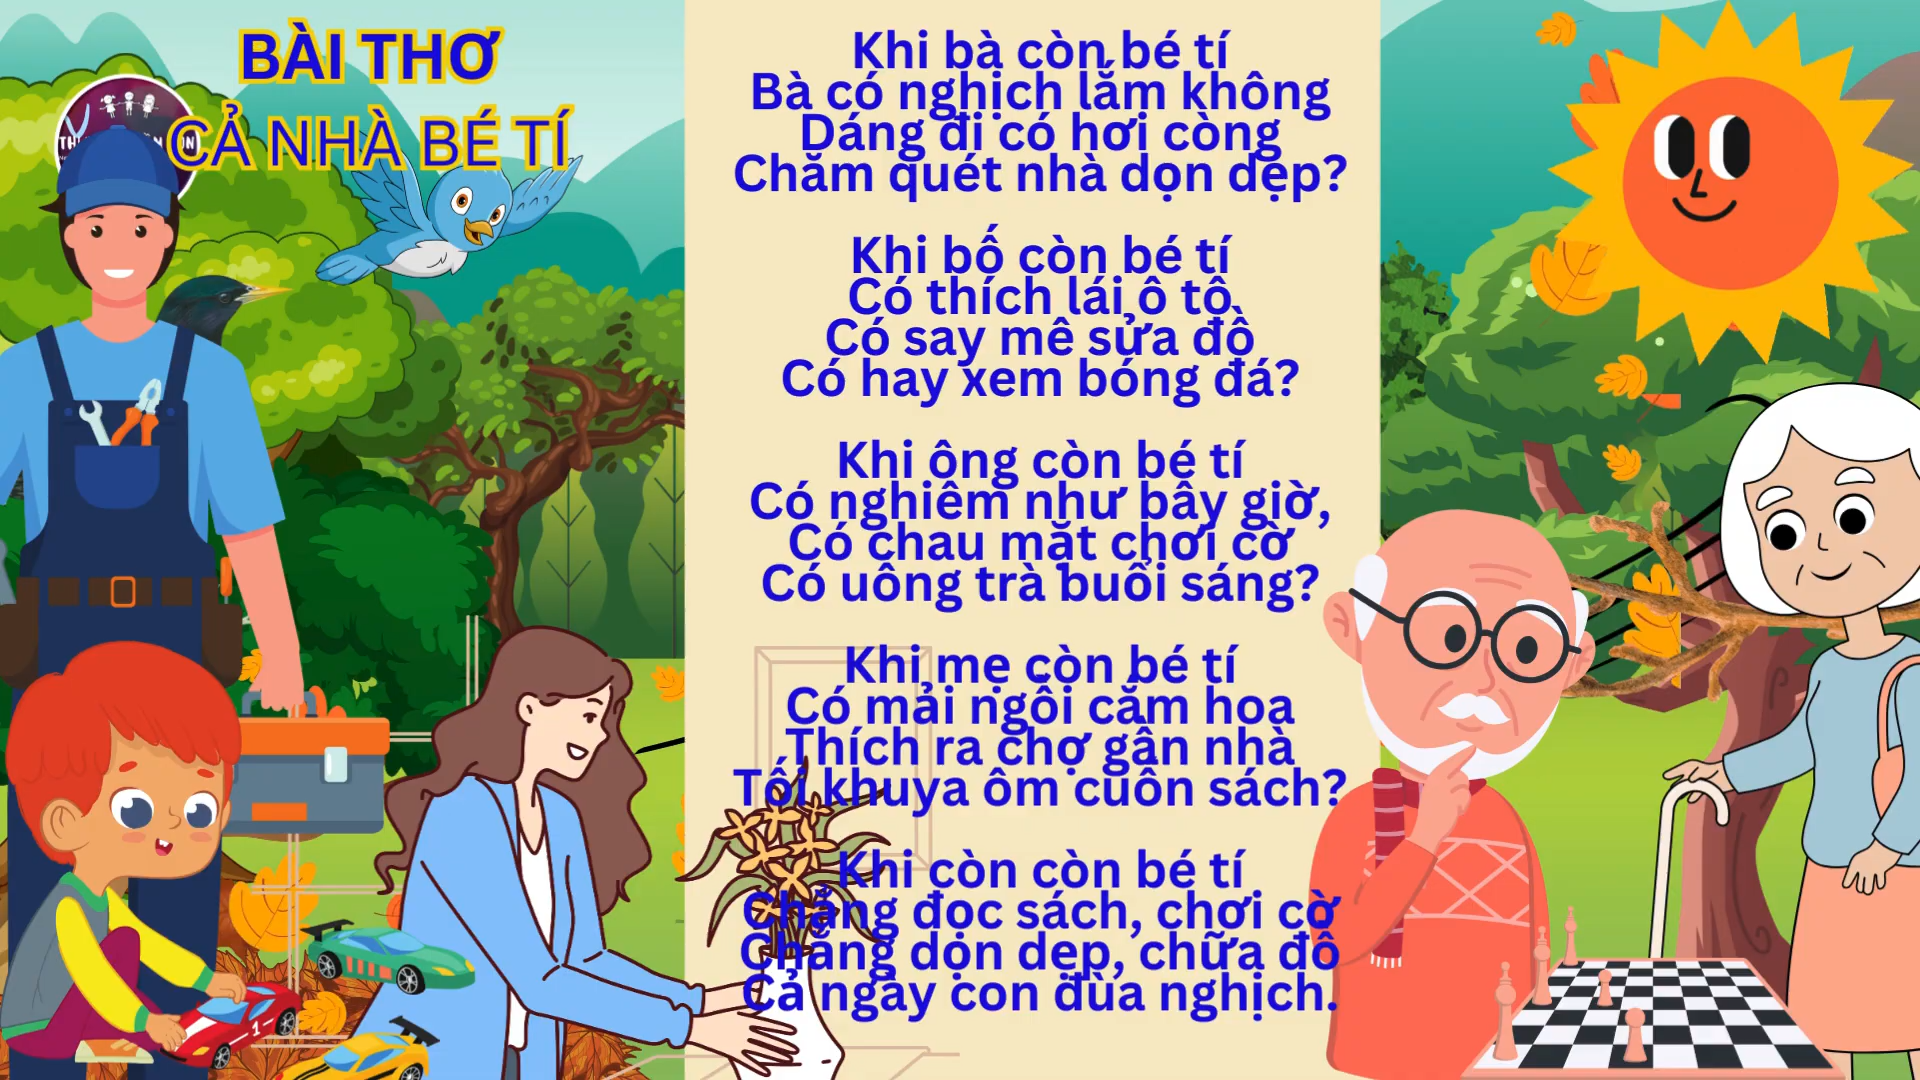 BÀI THƠ
CẢ NHÀ BÉ TÍ
Khi bà còn bé tí
Bà có nghịch lắm không
Dáng đi có hơi còng
Chăm quét nhà dọn dẹp?
Khi bố còn bé tí
Có thích lái ô tô
Có say mê sửa đồ
Có hay xem bóng đá?
Khi ông còn bé tí
Có nghiêm như bây giờ,
Có chau mặt chơi cờ
Có uống trà buổi sáng?
Khi mẹ còn bé tí
Có mải ngồi cắm hoa
Thích ra chợ gần nhà
Tối khuya ôm cuốn sách?
Khi còn còn bé tí
Chẳng đọc sách, chơi cờ
Chẳng dọn dẹp, chữa đồ
Cả ngày con đùa nghịch.